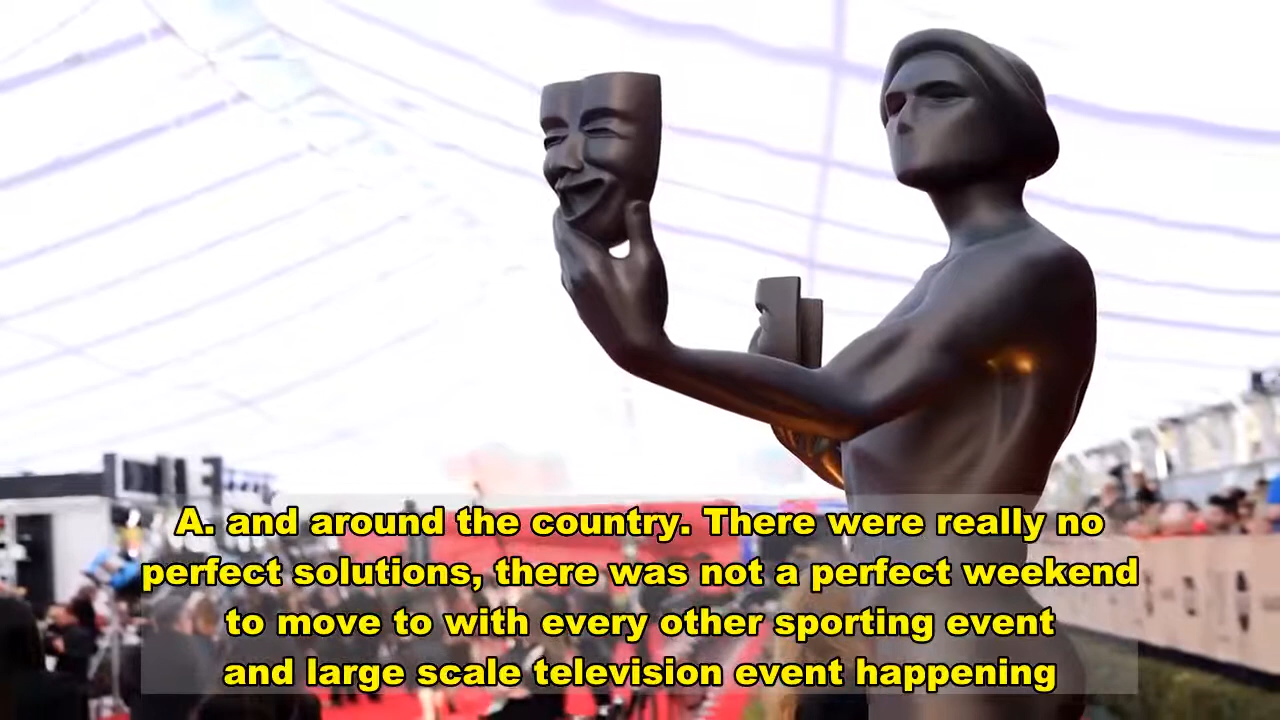 A. and around the country. There were really no
perfect solutions, there was not a perfect weekend
to move to with every other sporting event
and large scale television event happening